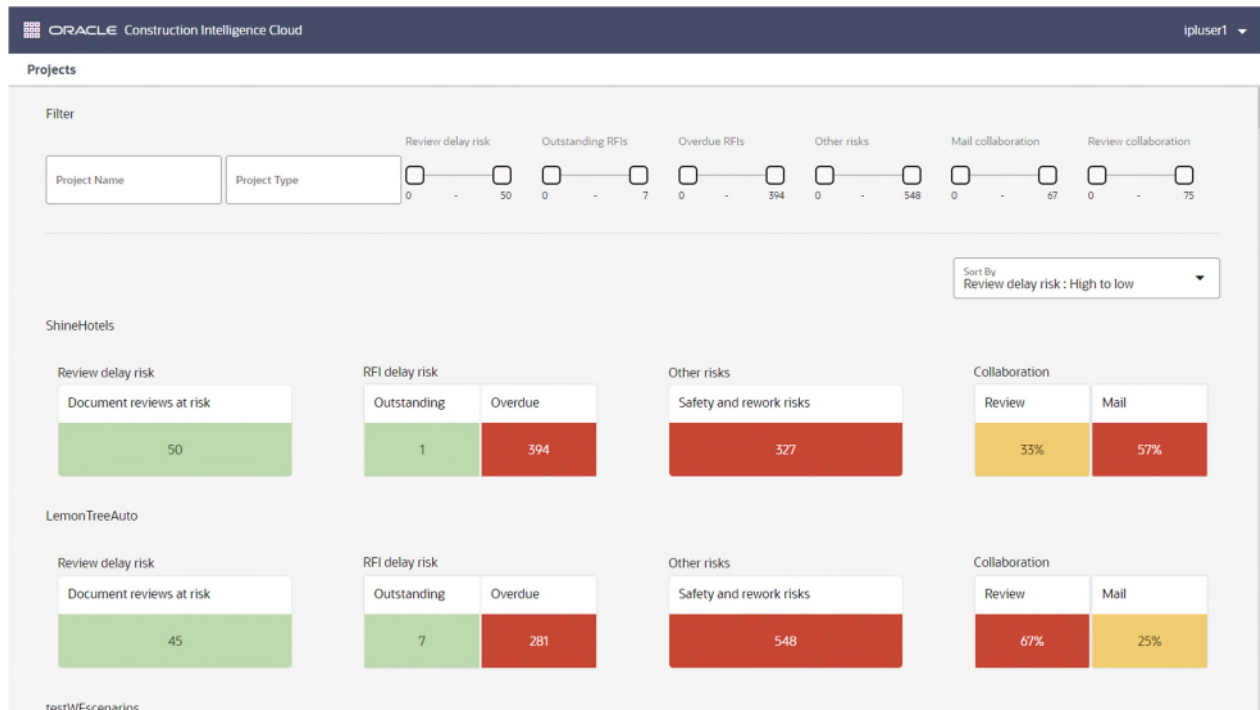 ORACLE Construction Intelligence Cloud ipluser1
Projects
Filter
Review delay risk Outstanding RFIs Overdue RFIs Other risks Mail collaboration Review collaboration
Project Name Project Type
0 - 50 0 - 7 0 - 394 0 - 548 0 - 67 0 - 75
Sort By
Review delay risk : High to low
ShineHotels
Review delay risk RFI delay risk Other risks Collaboration
Document reviews at risk Outstanding Overdue Safety and rework risks Review Mail
50 1 394 327 33% 57%
LemonTreeAuto
Review delay risk RFI delay risk Other risks Collaboration
Document reviews at risk Outstanding Overdue Safety and rework risks Review Mail
45 7 281 548 67% 25%
testWFscenarios